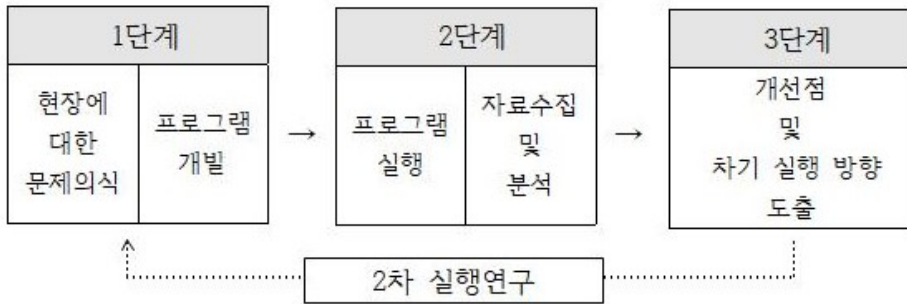 1단계
현장에
대한
문제의식
프로그램
개발
→
2단계
프로그램
실행
자료수집
및
분석
→
3단계
개선점
및
차기 실행 방향
도출
2차 실행연구